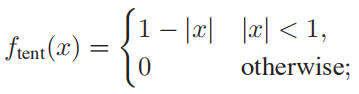 f_tent(x) = { 1 − |x|  |x| < 1,
0  otherwise;